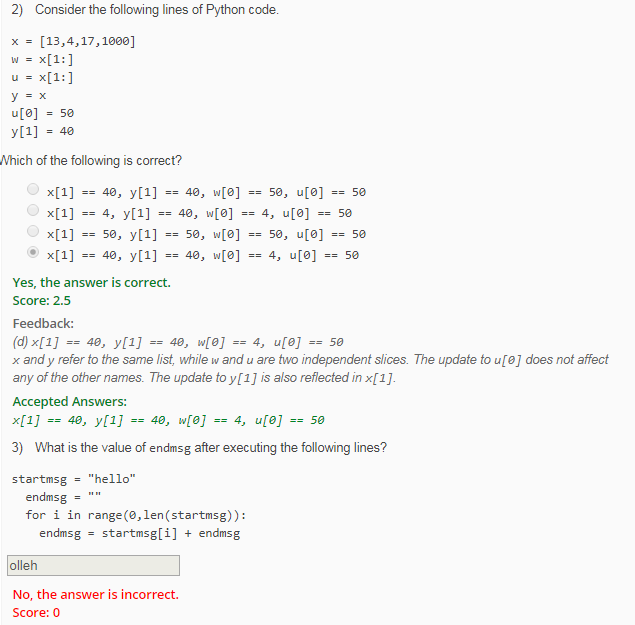 2) Consider the following lines of Python code.
x = [13,4,17,1000]
w = x[1:]
u = x[1:]
y = x
u[0] = 50
y[1] = 40
Which of the following is correct?
x[1] == 40, y[1] == 40, w[0] == 50, u[0] == 50
x[1] == 4, y[1] == 40, w[0] == 4, u[0] == 50
x[1] == 50, y[1] == 50, w[0] == 50, u[0] == 50
x[1] == 40, y[1] == 40, w[0] == 4, u[0] == 50
Yes, the answer is correct.
Score: 2.5
Feedback:
(d) x[1] == 40, y[1] == 40, w[0] == 4, u[0] == 50
x and y refer to the same list, while w and u are two independent slices. The update to u[0] does not affect
any of the other names. The update to y[1] is also reflected in x[1].
Accepted Answers:
x[1] == 40, y[1] == 40, w[0] == 4, u[0] == 50
3) What is the value of endmsg after executing the following lines?
startmsg = "hello"
endmsg = ""
for i in range(0,len(startmsg)):
endmsg = startmsg[i] + endmsg
olleh
No, the answer is incorrect.
Score: 0